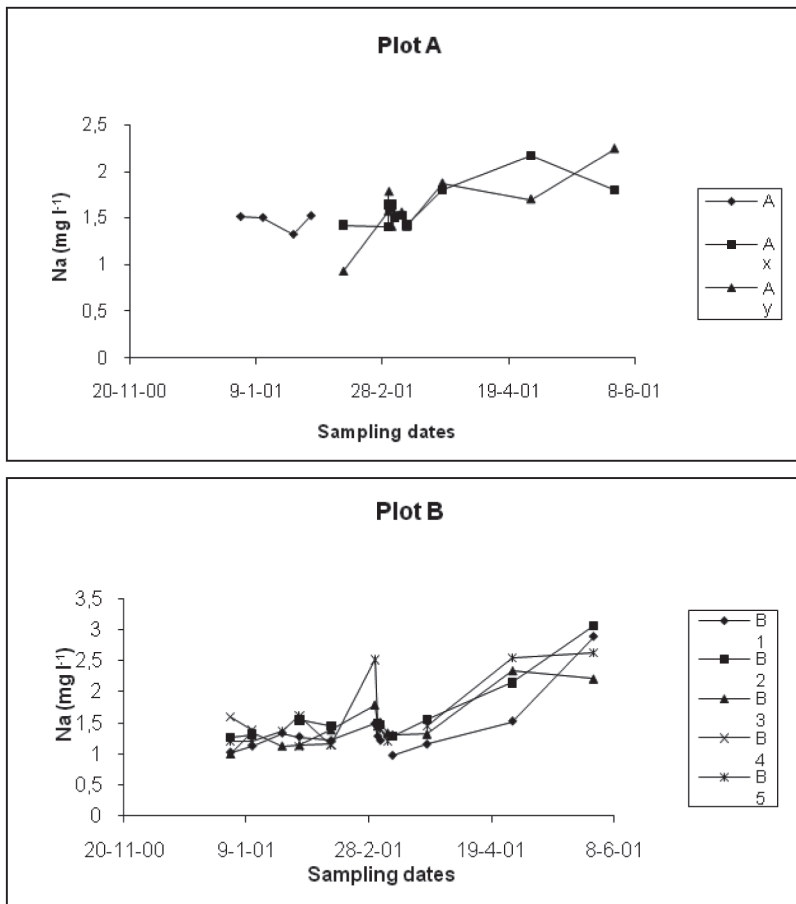 Plot A
2,5
2
1,5
1
0,5
0
Na (mg l-1)
20-11-00 9-1-01 28-2-01 19-4-01 8-6-01
Sampling dates
A
A
x
A
y
Plot B
3,5
3
2,5
2
1,5
1
0,5
0
Na (mg l-1)
20-11-00 9-1-01 28-2-01 19-4-01 8-6-01
Sampling dates
B
1
B
2
B
3
B
4
B
5